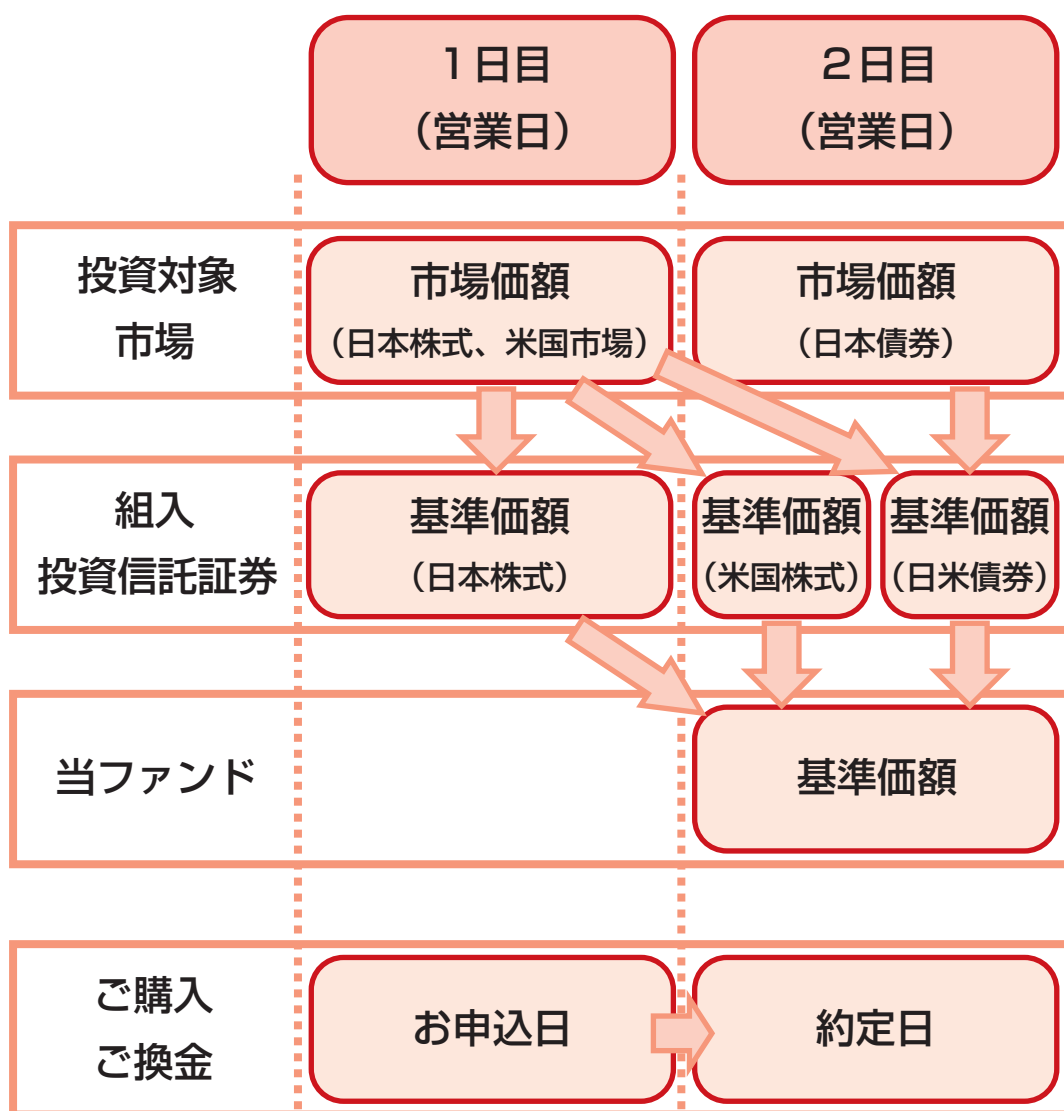 １日目
（営業日）
２日目
（営業日）
投資対象
市場
市場価額
（日本株式、米国市場）
市場価額
（日本債券）
組入
投資信託証券
基準価額
（日本株式）
基準価額
（米国株式）
基準価額
（日米債券）
当ファンド
基準価額
ご購入
ご換金
お申込日
約定日